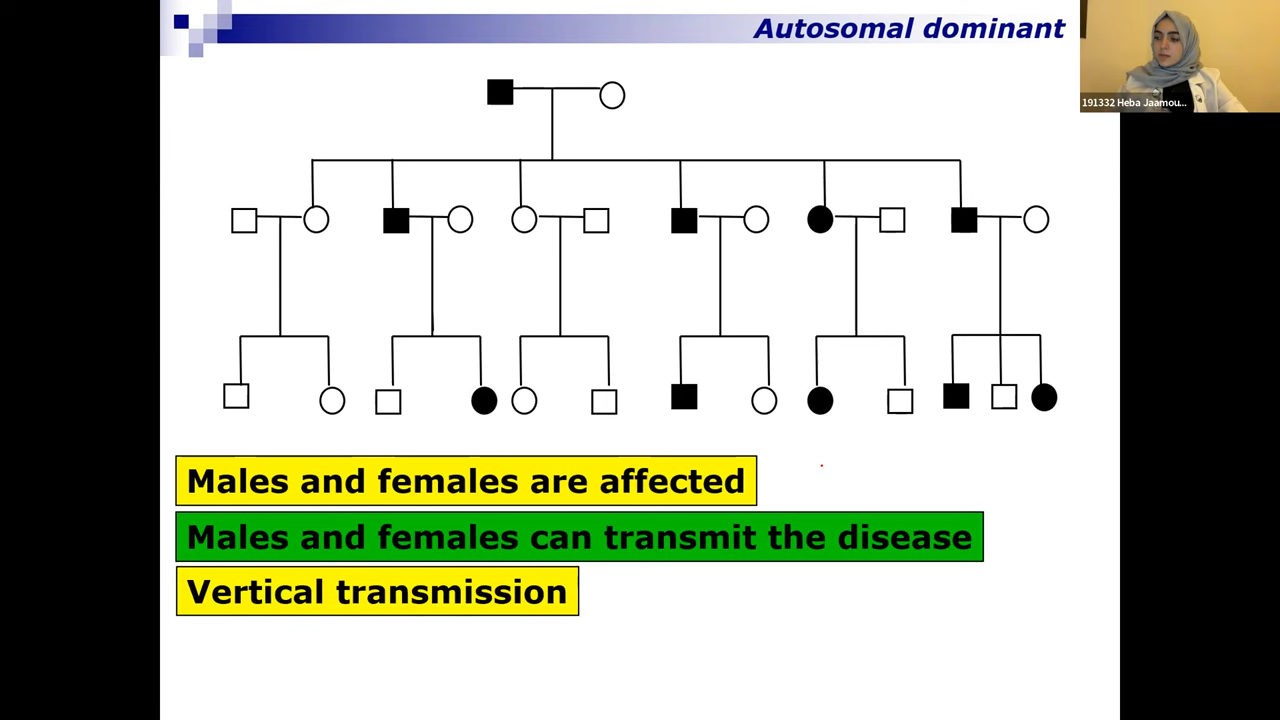 Autosomal dominant
191332 Heba Jaamou...
Males and females are affected
Males and females can transmit the disease
Vertical transmission